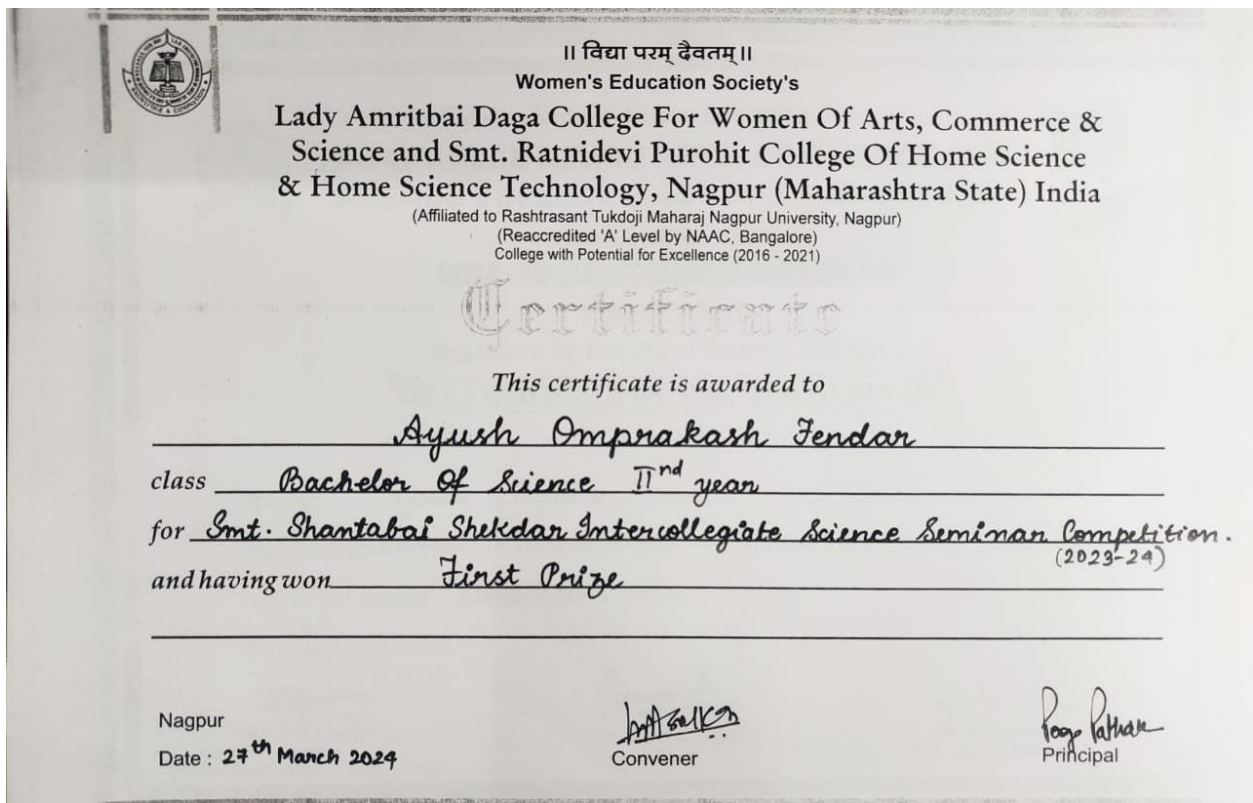 ॥ विद्या परम् दैवतम् ॥
Women's Education Society's
Lady Amritbai Daga College For Women Of Arts, Commerce &
Science and Smt. Ratnidevi Purohit College Of Home Science
& Home Science Technology, Nagpur (Maharashtra State) India
(Affiliated to Rashtrasant Tukdoji Maharaj Nagpur University, Nagpur)
(Reaccredited 'A' Level by NAAC, Bangalore)
College with Potential for Excellence (2016 - 2021)
Certificate
This certificate is awarded to
Ayush Omprakash Fendar
class Bachelor Of Science IInd year
for Smt. Shantabai Shekdar Intercollegiate Science Seminar Competition.
(2023-24)
and having won First Prize
Nagpur
Date : 27th March 2024
Convener
Pooja Pathak
Principal